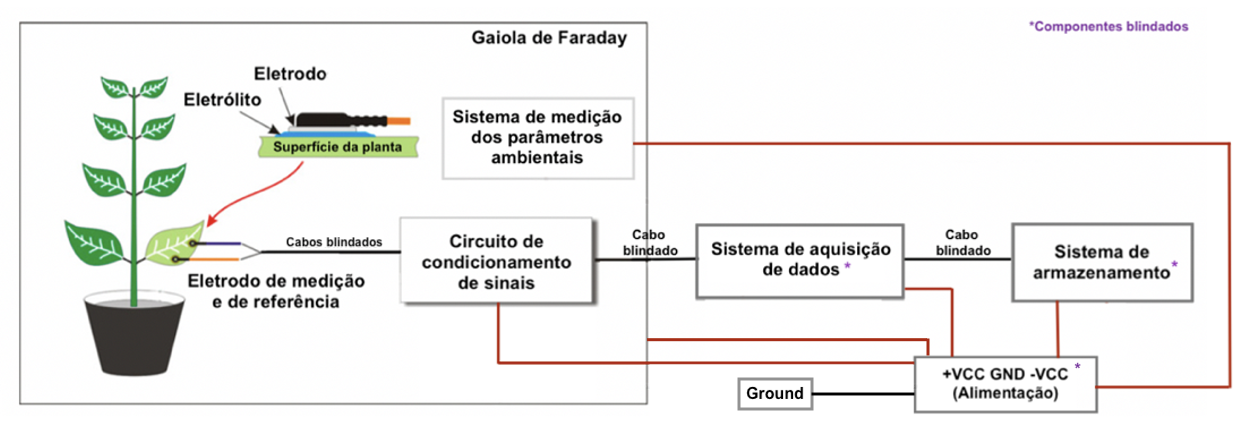 *Componentes blindados
Gaiola de Faraday
Eletrodo
Eletrólito
Superfície da planta
Sistema de medição
dos parâmetros
ambientais
Cabos blindados
Eletrodo de medição
e de referência
Circuito de
condicionamento
de sinais
Cabo
blindado
Sistema de aquisição
de dados *
Cabo
blindado
Sistema de
armazenamento*
+VCC GND -VCC *
(Alimentação)
Ground